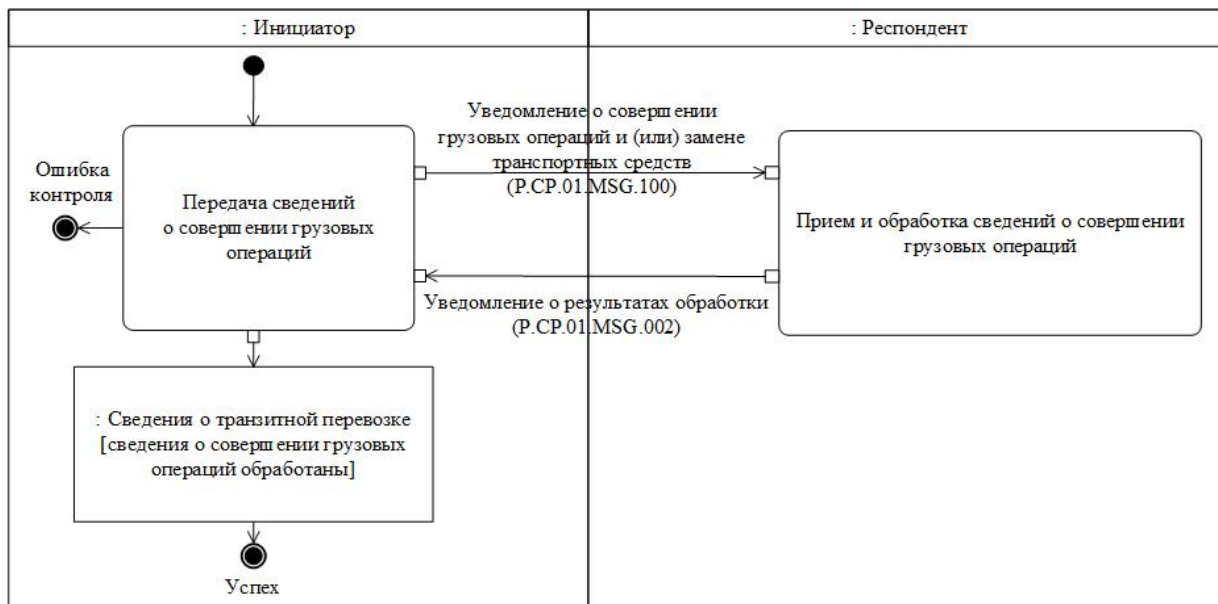 : Инициатор
: Респондент
Уведомление о совершении
грузовых операций и (или) замене
транспортных средств
(P.CP.01.MSG.100)
Ошибка
контроля
Передача сведений
о совершении грузовых
операций
Прием и обработка сведений о совершении
грузовых операций
Уведомление о результатах обработки
(P.CP.01.MSG.002)
: Сведения о транзитной перевозке
[сведения о совершении грузовых
операций обработаны]
Успех